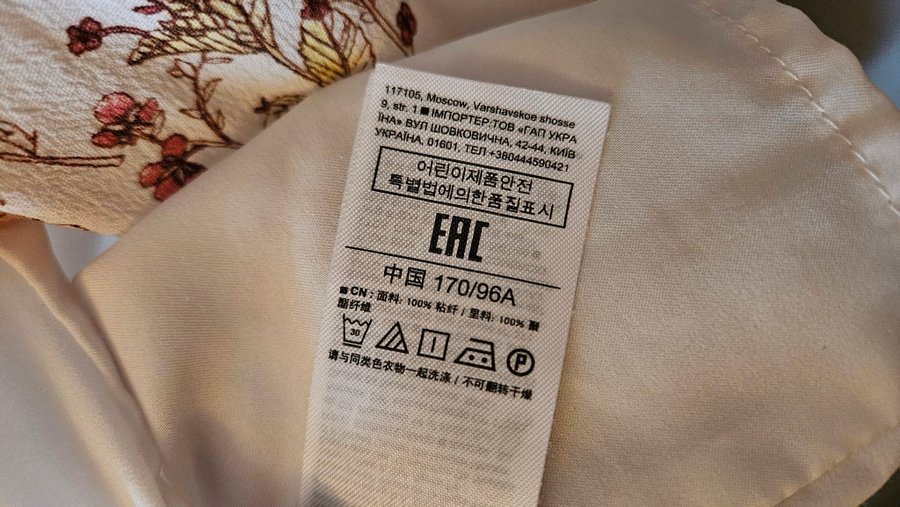 117105, Moscow, Varshavskoe shosse
9, str. 1 ■ ІМПОРТЕР:ТОВ «ГАП УКРА
ЇНА» ВУЛ ШОВКОВИЧНА, 42-44, КИЇВ
УКРАЇНА, 01601, ТЕЛ +380444590421
어린이제품안전
특별법에의한품질표시
EAC
中国 170/96A
■ CN : 面料: 100% 粘纤 / 里料: 100% 聚
酯纤维
30
P
请与同类色衣物一起洗涤 / 不可翻转干燥